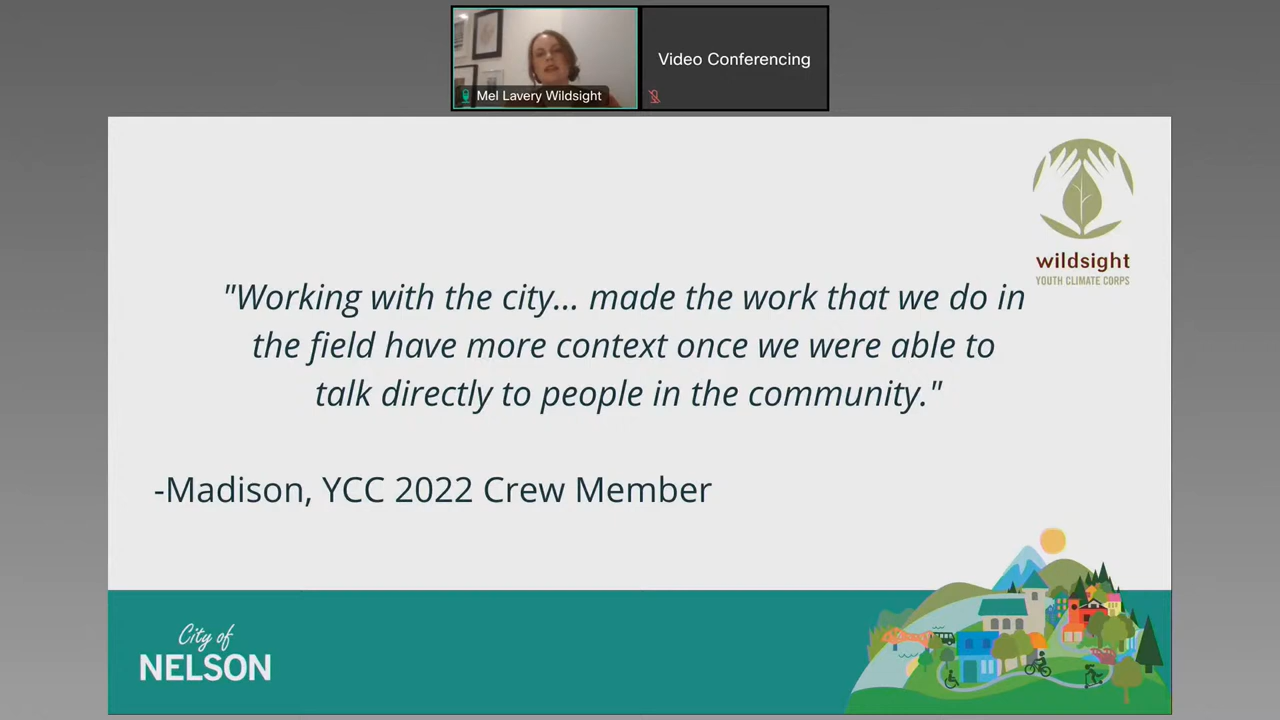 Mel Lavery Wildsight
Video Conferencing
wildsight
YOUTH CLIMATE CORPS
"Working with the city... made the work that we do in
the field have more context once we were able to
talk directly to people in the community."
-Madison, YCC 2022 Crew Member
City of
NELSON